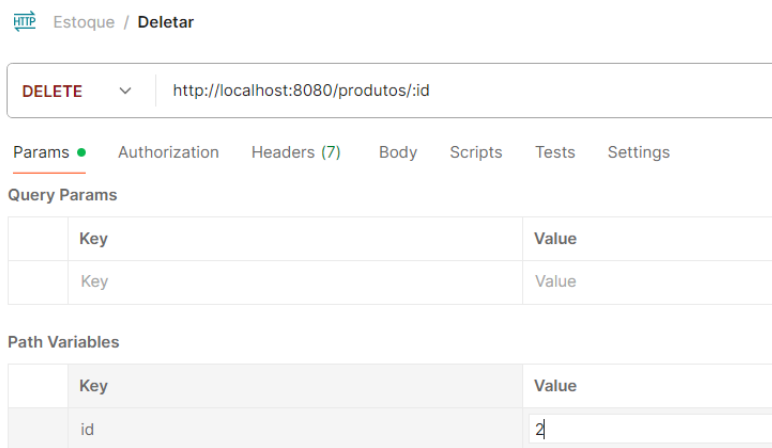 HTTP Estoque / Deletar
DELETE http://localhost:8080/produtos/:id
Params Authorization Headers (7) Body Scripts Tests Settings
Query Params
Key Value
Key Value
Path Variables
Key Value
id 2